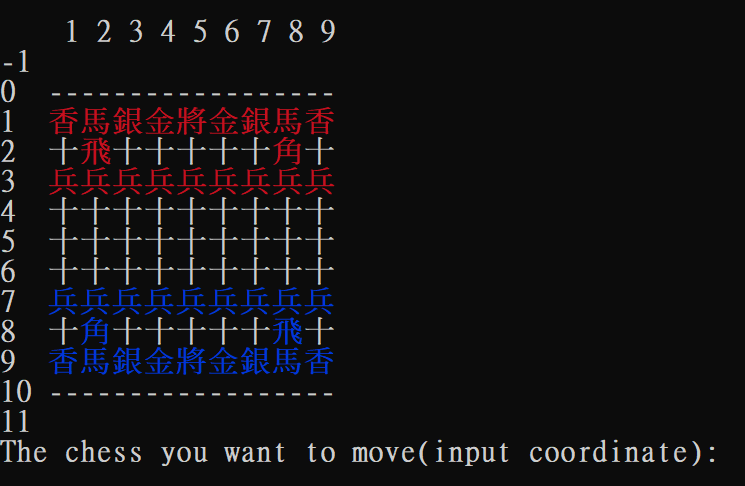 1 2 3 4 5 6 7 8 9
-1
0 ------------------
1 香馬銀金將金銀馬香
2 十飛十十十十十角十
3 兵兵兵兵兵兵兵兵兵
4 十十十十十十十十十
5 十十十十十十十十十
6 十十十十十十十十十
7 兵兵兵兵兵兵兵兵兵
8 十角十十十十十飛十
9 香馬銀金將金銀馬香
10 ------------------
11
The chess you want to move(input coordinate):